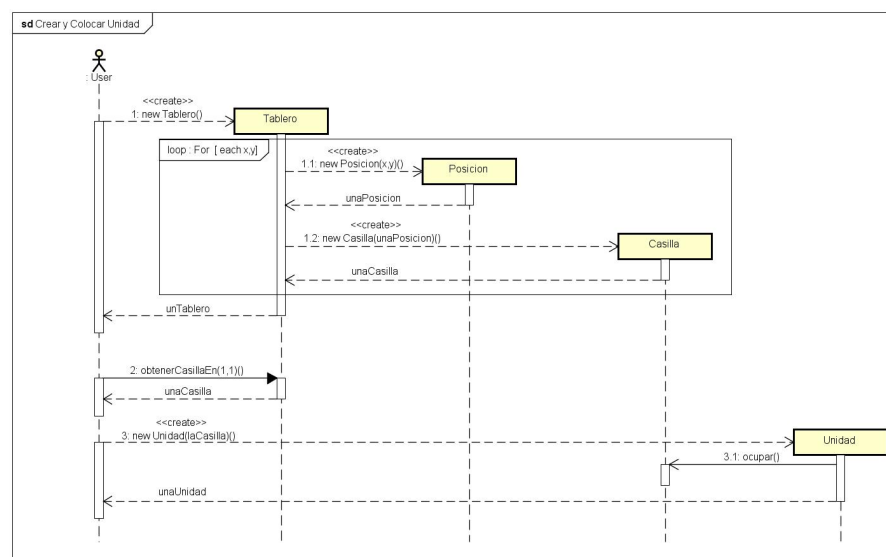 sd Crear y Colocar Unidad
: User
<<create>>
1: new Tablero()
Tablero
loop : For [ each x,y]
<<create>>
1.1: new Posicion(x,y)()
Posicion
unaPosicion
<<create>>
1.2: new Casilla(unaPosicion)()
Casilla
unaCasilla
unTablero
2: obtenerCasillaEn(1,1)()
unaCasilla
<<create>>
3: new Unidad(laCasilla)()
Unidad
3.1: ocupar()
unaUnidad